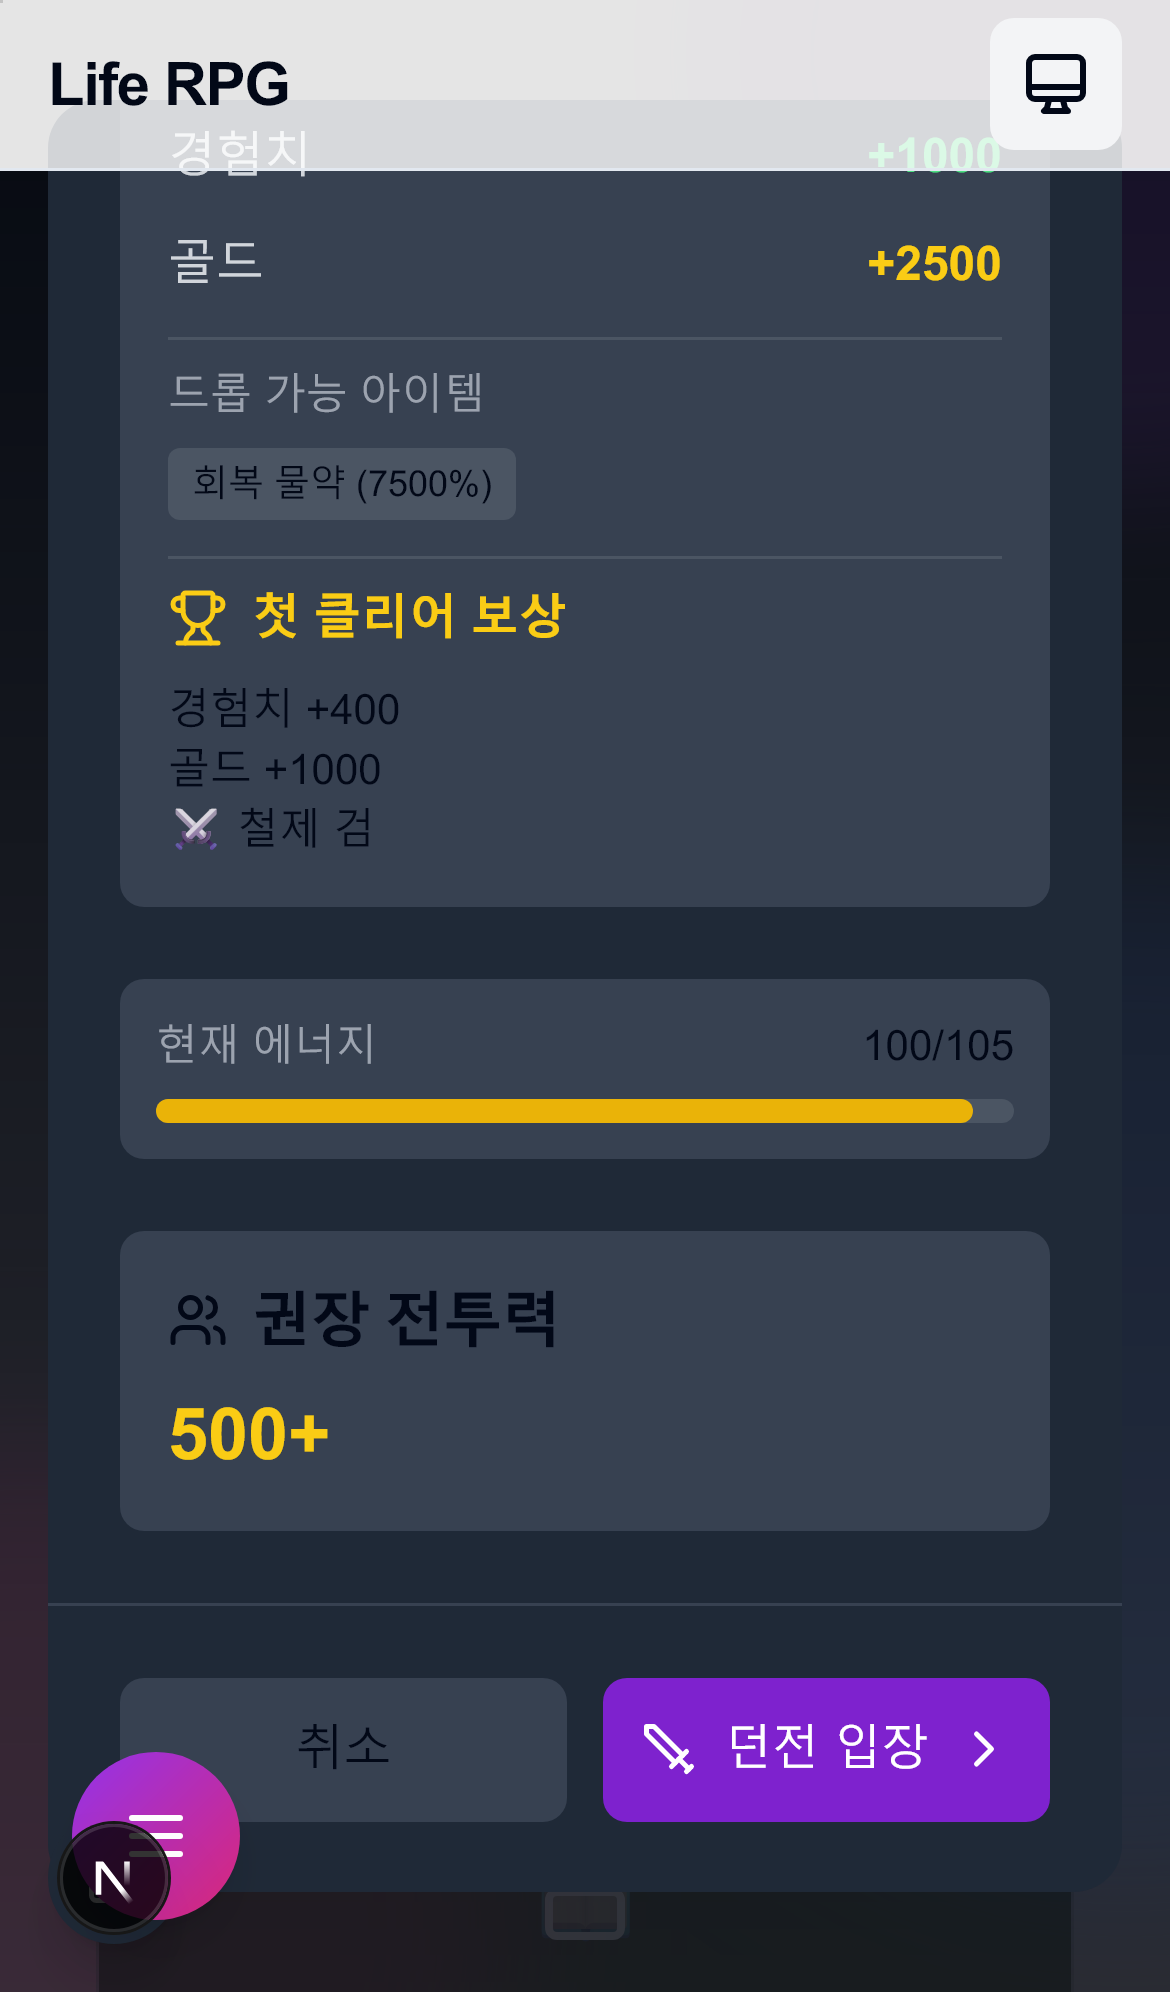 Life RPG
경험치 +1000
골드 +2500
드롭 가능 아이템
회복 물약 (7500%)
첫 클리어 보상
경험치 +400
골드 +1000
⚔️ 철제 검
현재 에너지 100/105
권장 전투력
500+
취소 던전 입장
N